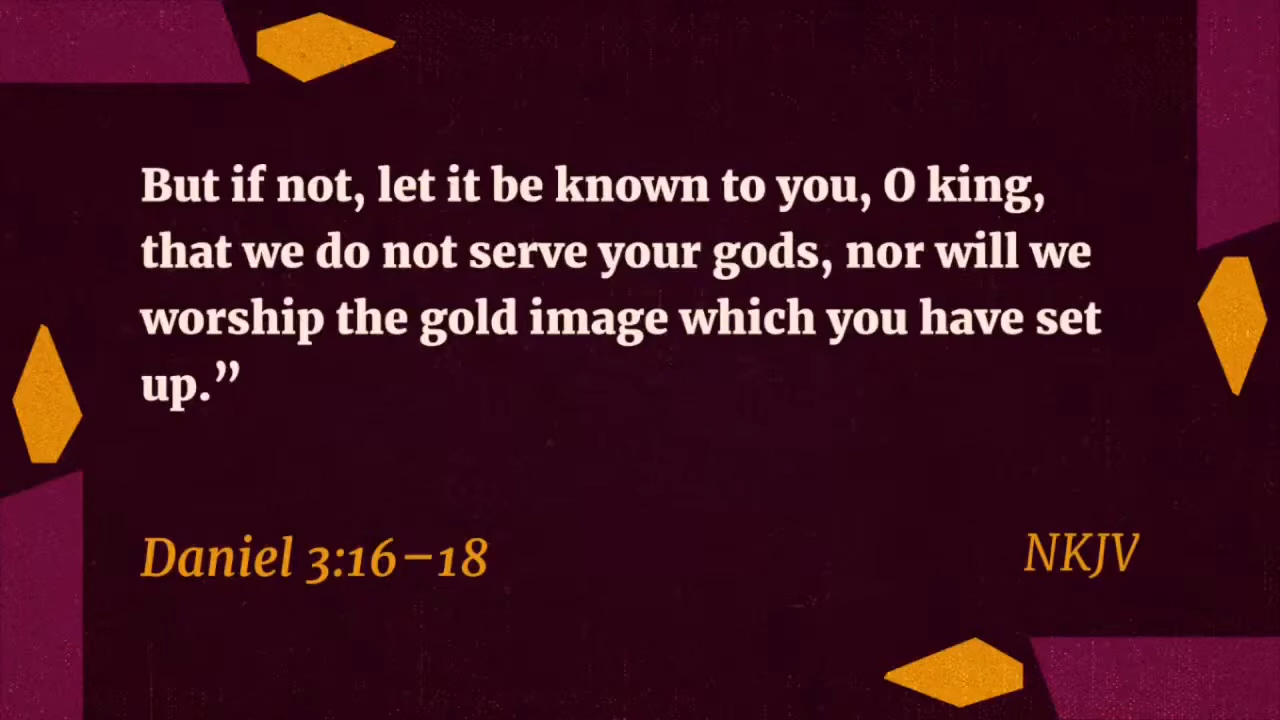 But if not, let it be known to you, O king,
that we do not serve your gods, nor will we
worship the gold image which you have set
up.”
Daniel 3:16–18
NKJV